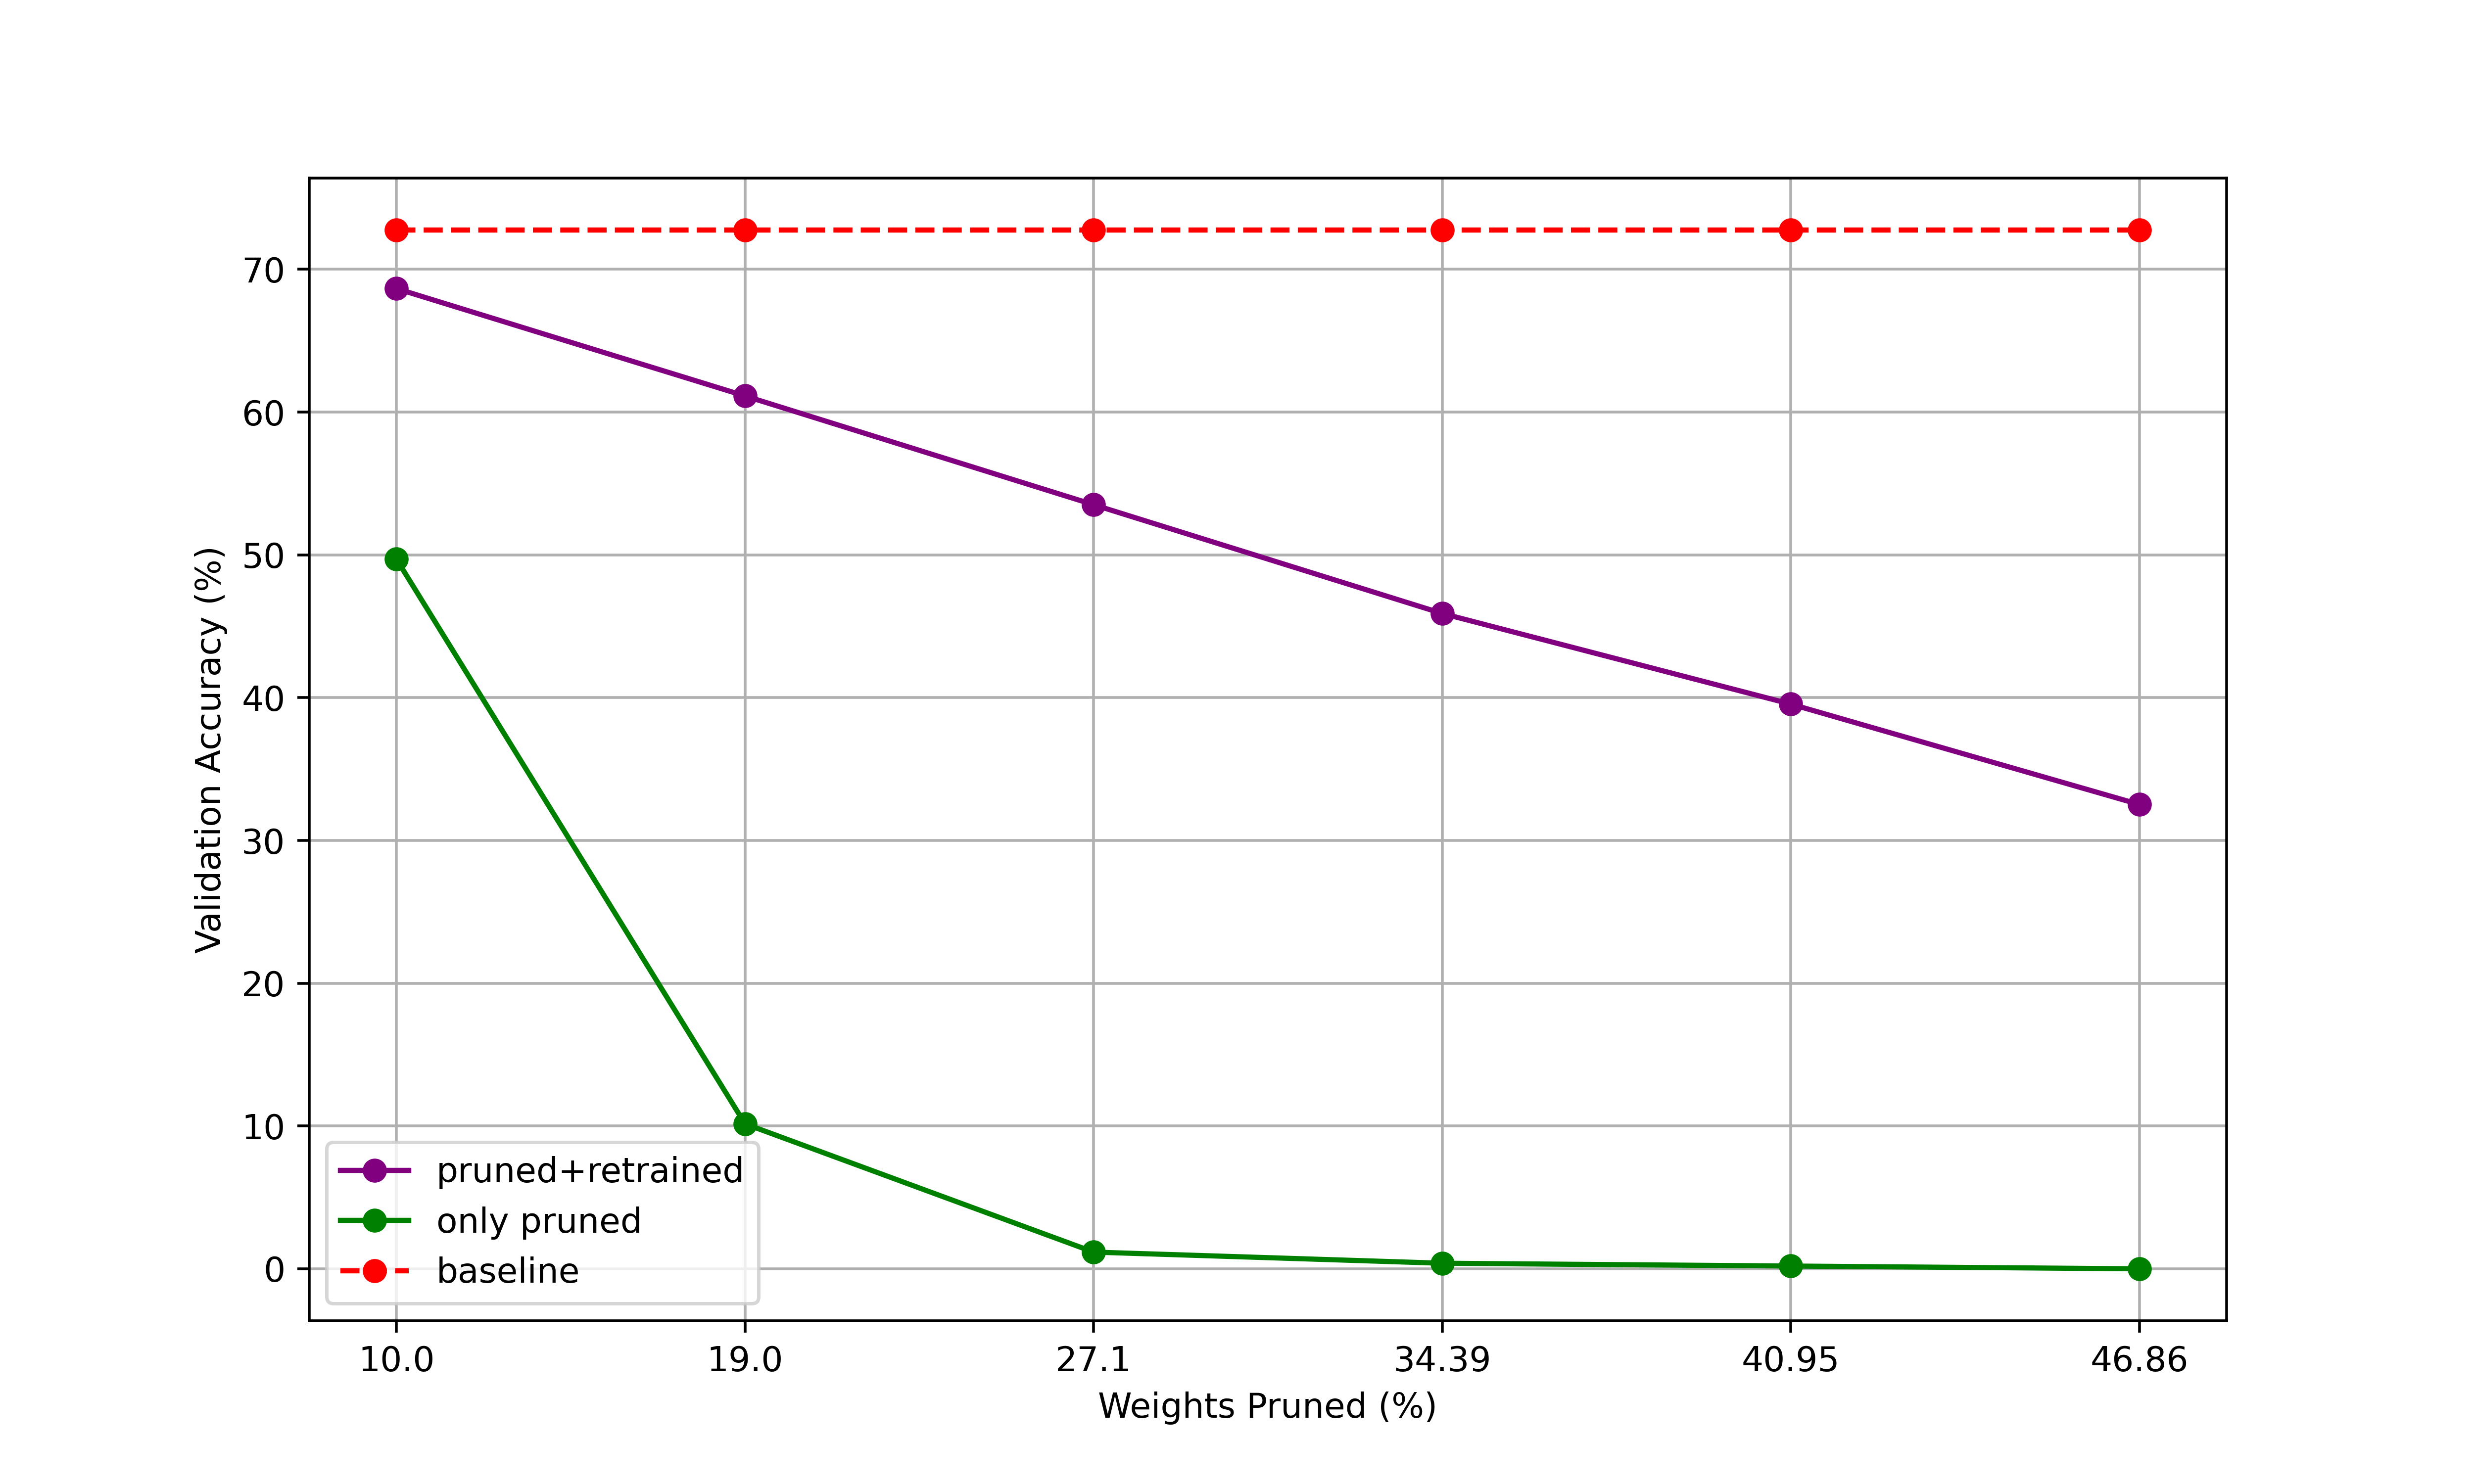 70
60
50
40
30
20
10
0
Validation Accuracy (%)
pruned+retrained
only pruned
baseline
10.0 19.0 27.1 34.39 40.95 46.86
Weights Pruned (%)